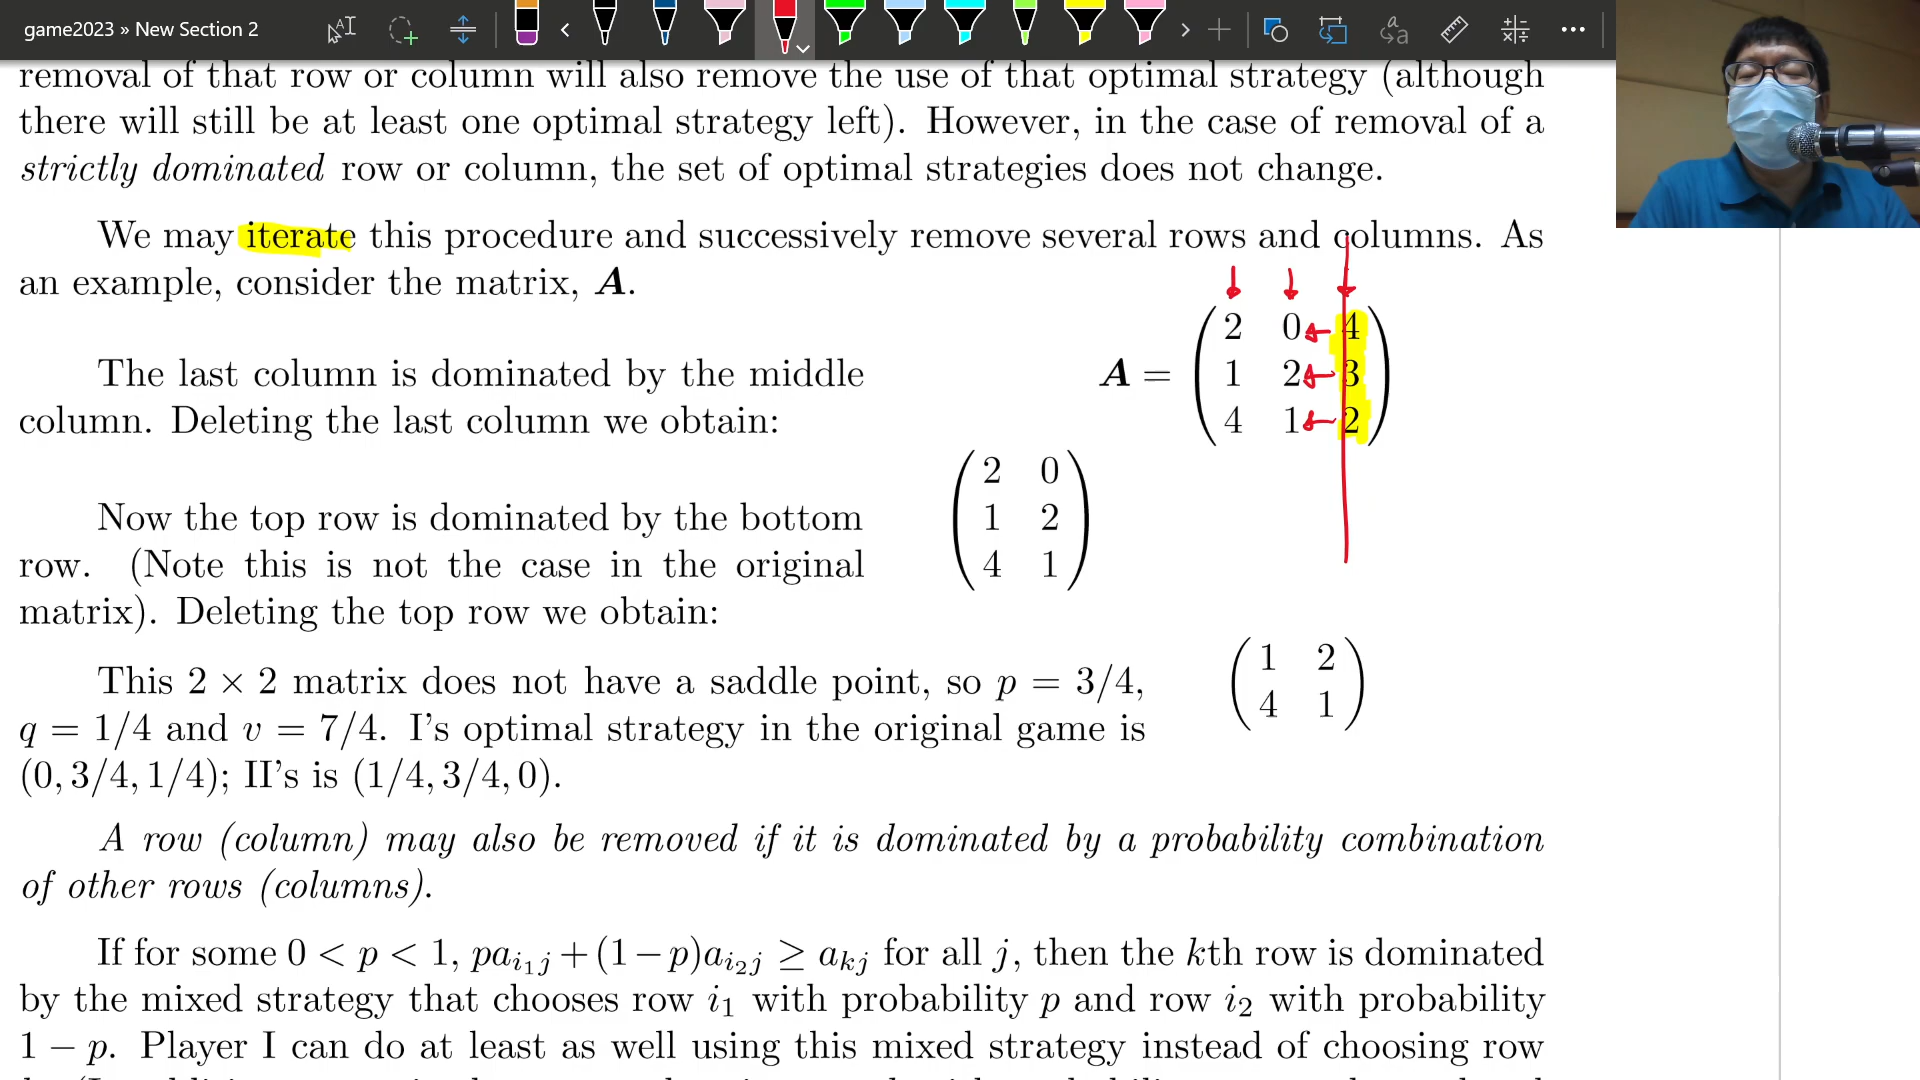 game2023 » New Section 2
removal of that row or column will also remove the use of that optimal strategy (although
there will still be at least one optimal strategy left). However, in the case of removal of a
strictly dominated row or column, the set of optimal strategies does not change.
We may iterate this procedure and successively remove several rows and columns. As
an example, consider the matrix, A.
The last column is dominated by the middle
column. Deleting the last column we obtain:
A =
2 0 4
1 2 3
4 1 2
Now the top row is dominated by the bottom
row. (Note this is not the case in the original
matrix). Deleting the top row we obtain:
2 0
1 2
4 1
This 2 × 2 matrix does not have a saddle point, so p = 3/4,
q = 1/4 and v = 7/4. I's optimal strategy in the original game is
(0, 3/4, 1/4); II's is (1/4, 3/4, 0).
1 2
4 1
A row (column) may also be removed if it is dominated by a probability combination
of other rows (columns).
If for some 0 < p < 1, pa_{i_1 j} + (1 − p)a_{i_2 j} ≥ a_{kj} for all j, then the kth row is dominated
by the mixed strategy that chooses row i_1 with probability p and row i_2 with probability
1 − p. Player I can do at least as well using this mixed strategy instead of choosing row